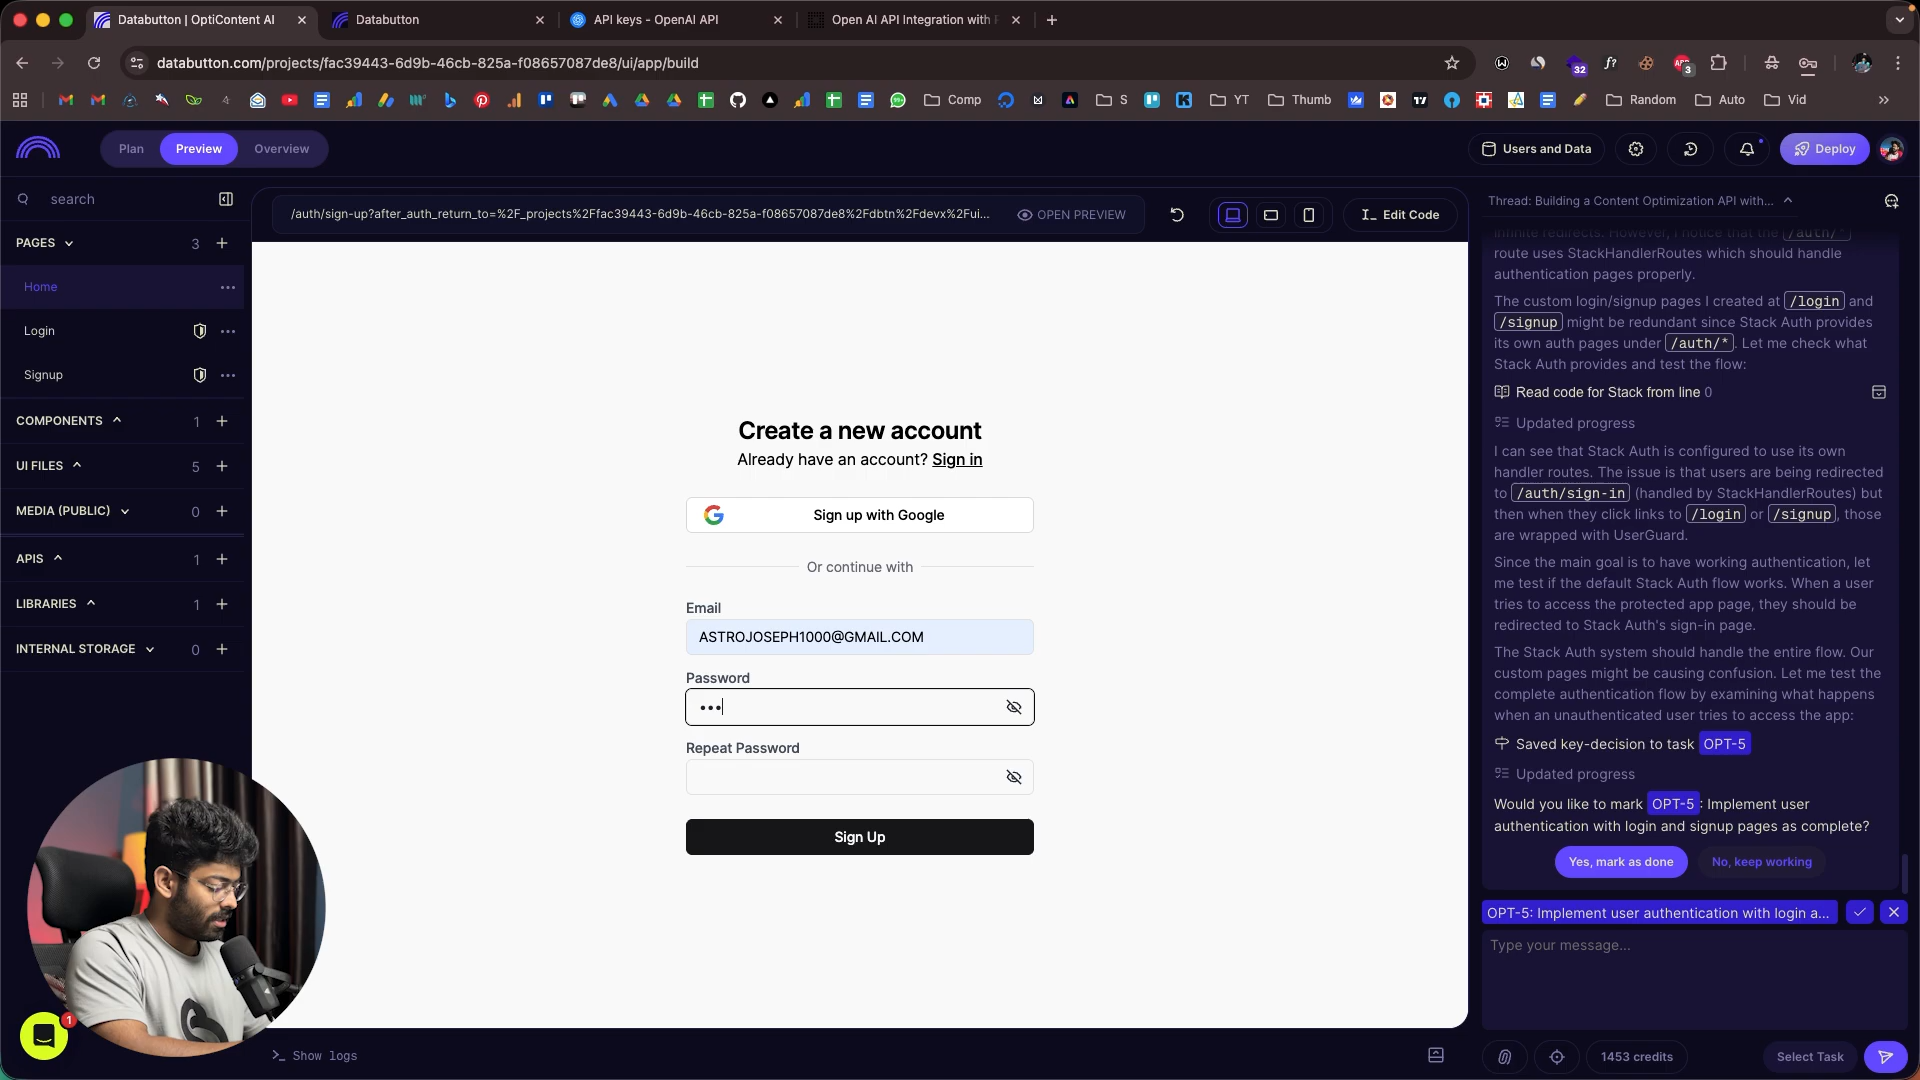 Databutton | OptiContent AI
Databutton
API keys - OpenAI API
Open AI API Integration with
databutton.com/projects/fac39443-6d9b-46cb-825a-f08657087de8/ui/app/build
32
3
Comp
S
YT
Thumb
Random
Auto
Vid
Plan
Preview
Overview
Users and Data
Deploy
search
/auth/sign-up?after_auth_return_to=%2F_projects%2Ffac39443-6d9b-46cb-825a-f08657087de8%2Fdbtn%2Fdevx%2Fui...
OPEN PREVIEW
Edit Code
Thread: Building a Content Optimization API with...
PAGES 3
Home
Login
Signup
COMPONENTS 1
UI FILES 5
MEDIA (PUBLIC) 0
APIS 1
LIBRARIES 1
INTERNAL STORAGE 0
Create a new account
Already have an account? Sign in
Sign up with Google
Or continue with
Email
ASTROJOSEPH1000@GMAIL.COM
Password
•••
Repeat Password
Sign Up
infinite redirects. However, I notice that the /auth/*
route uses StackHandlerRoutes which should handle
authentication pages properly.
The custom login/signup pages I created at /login and
/signup might be redundant since Stack Auth provides
its own auth pages under /auth/*. Let me check what
Stack Auth provides and test the flow:
Read code for Stack from line 0
Updated progress
I can see that Stack Auth is configured to use its own
handler routes. The issue is that users are being redirected
to /auth/sign-in (handled by StackHandlerRoutes) but
then when they click links to /login or /signup, those
are wrapped with UserGuard.
Since the main goal is to have working authentication, let
me test if the default Stack Auth flow works. When a user
tries to access the protected app page, they should be
redirected to Stack Auth's sign-in page.
The Stack Auth system should handle the entire flow. Our
custom pages might be causing confusion. Let me test the
complete authentication flow by examining what happens
when an unauthenticated user tries to access the app:
Saved key-decision to task OPT-5
Updated progress
Would you like to mark OPT-5: Implement user
authentication with login and signup pages as complete?
Yes, mark as done
No, keep working
OPT-5: Implement user authentication with login a...
Type your message...
1
Show logs
1453 credits
Select Task